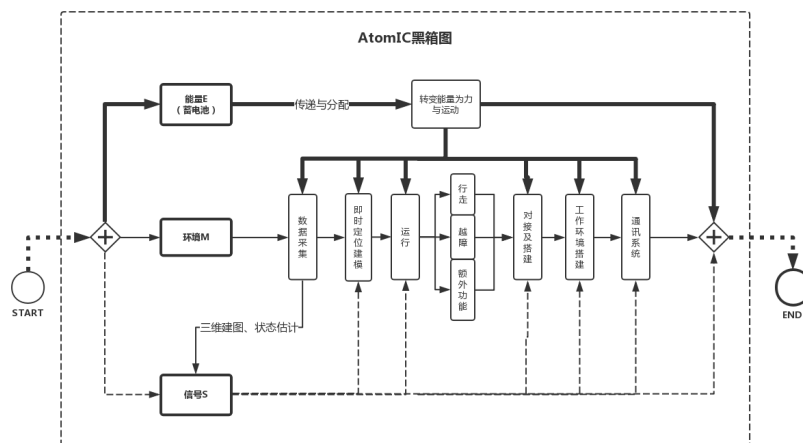 AtomIC黑箱图
能量E
（蓄电池）
传递与分配
转变能量为力
与运动
START
环境M
数据采集
即时定位建模
运行
行走
越障
额外功能
对接及搭建
工作环境搭建
通讯系统
END
三维建图、状态估计
信号S